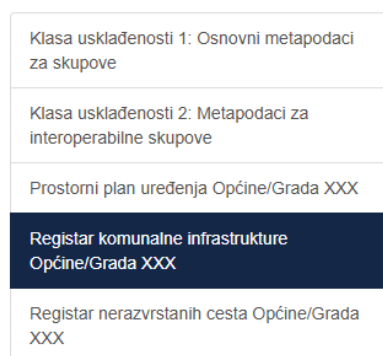 Klasa usklađenosti 1: Osnovni metapodaci
za skupove
Klasa usklađenosti 2: Metapodaci za
interoperabilne skupove
Prostorni plan uređenja Općine/Grada XXX
Registar komunalne infrastrukture
Općine/Grada XXX
Registar nerazvrstanih cesta Općine/Grada
XXX